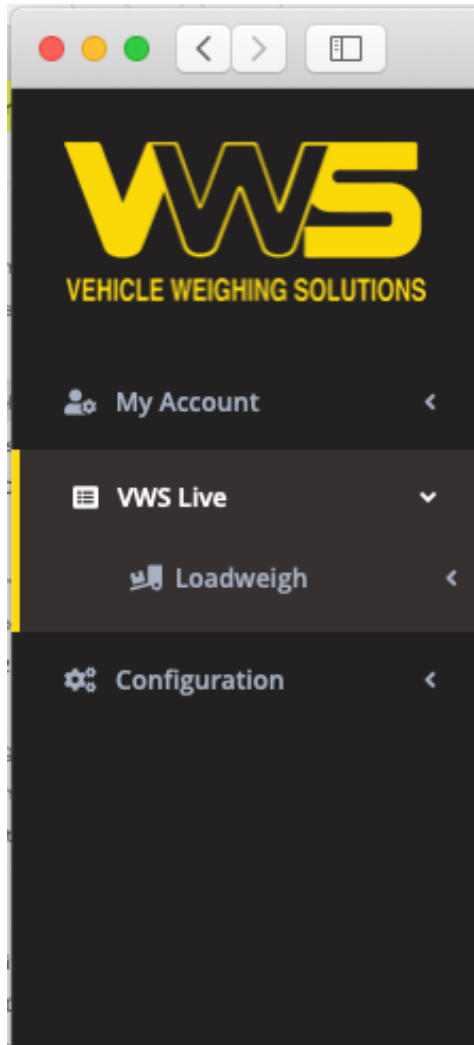 VWS
VEHICLE WEIGHING SOLUTIONS
My Account
VWS Live
Loadweigh
Configuration